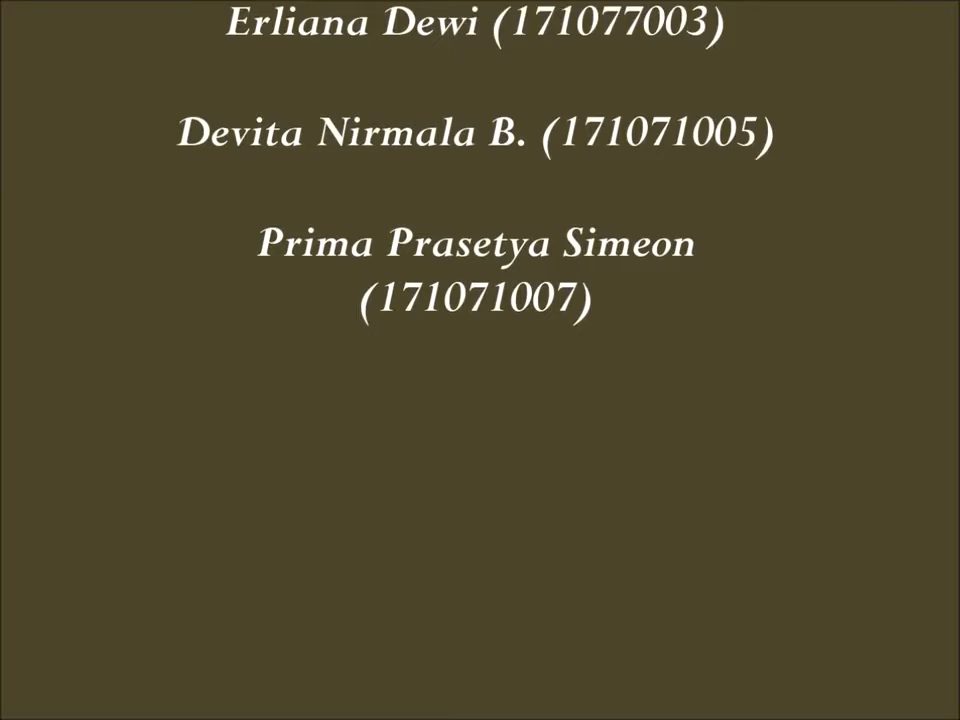 Erliana Dewi (171077003)
Devita Nirmala B. (171071005)
Prima Prasetya Simeon
(171071007)